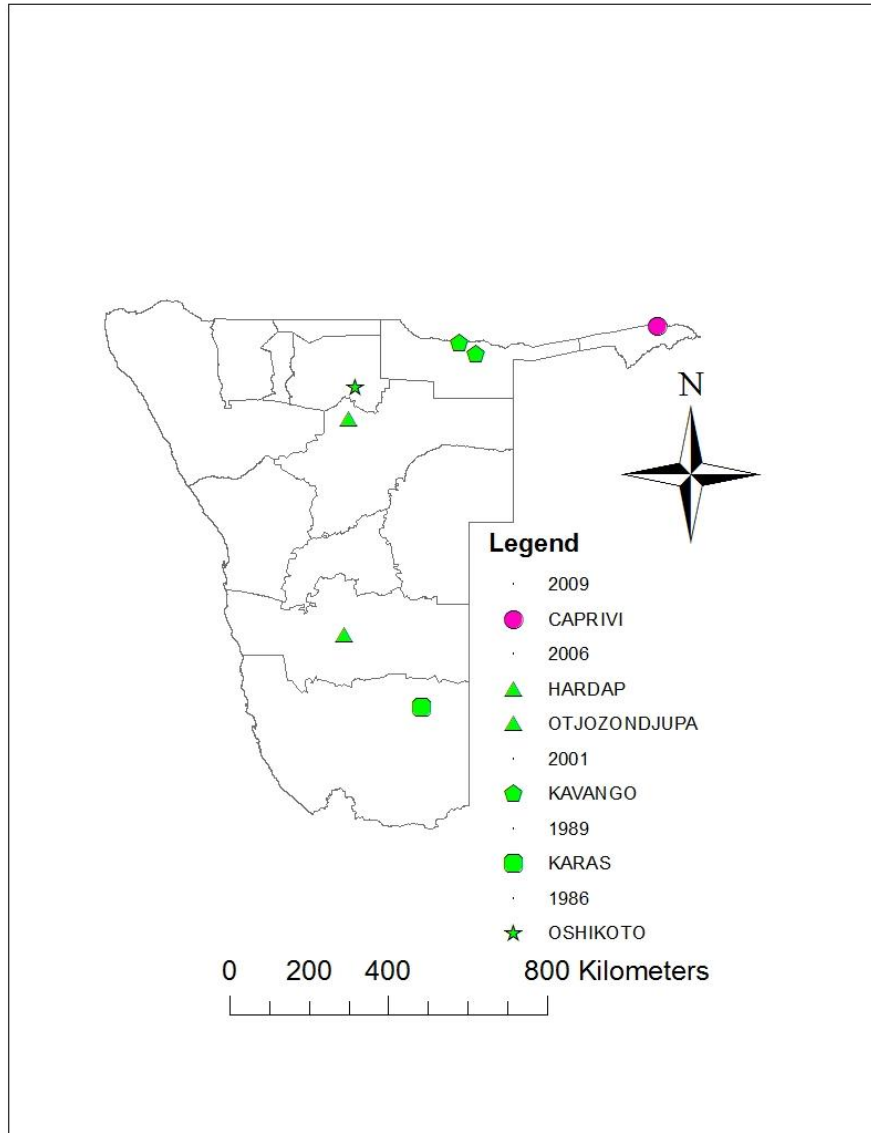 N
Legend
2009
CAPRIVI
2006
HARDAP
OTJOZONDJUPA
2001
KAVANGO
1989
KARAS
1986
OSHIKOTO
0 200 400 800 Kilometers